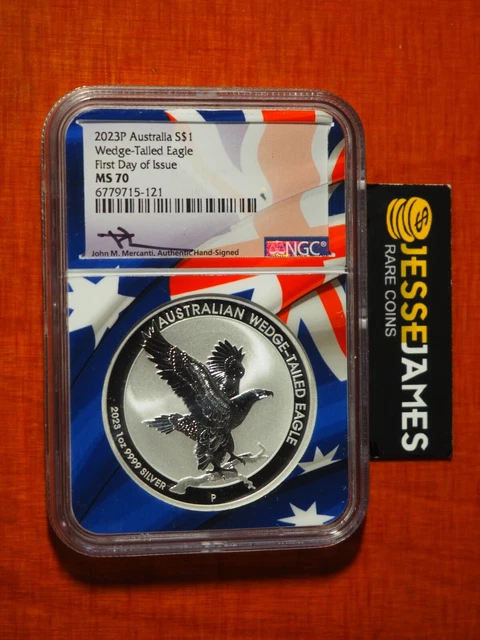 2023P Australia S$1
Wedge-Tailed Eagle
First Day of Issue
MS 70
6779715-121
John M. Mercanti, Authentic Hand-Signed
NGC®
AUSTRALIAN WEDGE-TAILED EAGLE
2023 1oz 9999 SILVER
P
JESSE JAMES
RARE COINS